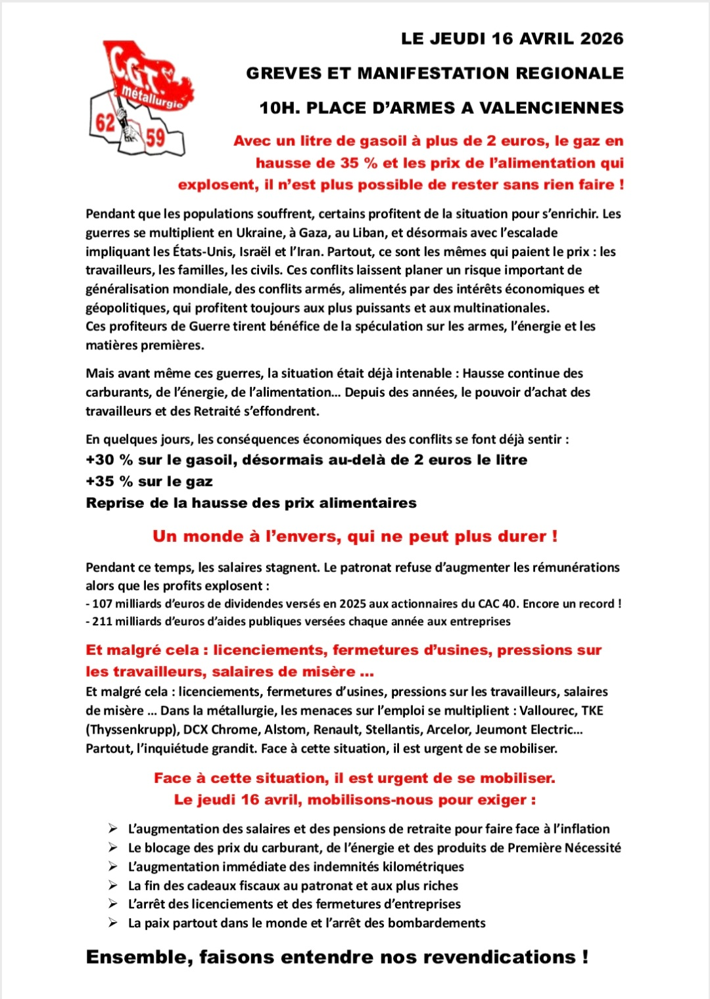 LE JEUDI 16 AVRIL 2026
GREVES ET MANIFESTATION REGIONALE
10H. PLACE D’ARMES A VALENCIENNES
C.G.T.
métallurgie
62
59
Avec un litre de gasoil à plus de 2 euros, le gaz en
hausse de 35 % et les prix de l’alimentation qui
explosent, il n’est plus possible de rester sans rien faire !
Pendant que les populations souffrent, certains profitent de la situation pour s’enrichir. Les
guerres se multiplient en Ukraine, à Gaza, au Liban, et désormais avec l’escalade
impliquant les États-Unis, Israël et l’Iran. Partout, ce sont les mêmes qui paient le prix : les
travailleurs, les familles, les civils. Ces conflits laissent planer un risque important de
généralisation mondiale, des conflits armés, alimentés par des intérêts économiques et
géopolitiques, qui profitent toujours aux plus puissants et aux multinationales.
Ces profiteurs de Guerre tirent bénéfice de la spéculation sur les armes, l’énergie et les
matières premières.
Mais avant même ces guerres, la situation était déjà intenable : Hausse continue des
carburants, de l’énergie, de l’alimentation… Depuis des années, le pouvoir d’achat des
travailleurs et des Retraité s’effondrent.
En quelques jours, les conséquences économiques des conflits se font déjà sentir :
+30 % sur le gasoil, désormais au-delà de 2 euros le litre
+35 % sur le gaz
Reprise de la hausse des prix alimentaires
Un monde à l’envers, qui ne peut plus durer !
Pendant ce temps, les salaires stagnent. Le patronat refuse d’augmenter les rémunérations
alors que les profits explosent :
- 107 milliards d’euros de dividendes versés en 2025 aux actionnaires du CAC 40. Encore un record !
- 211 milliards d’euros d’aides publiques versées chaque année aux entreprises
Et malgré cela : licenciements, fermetures d’usines, pressions sur
les travailleurs, salaires de misère …
Et malgré cela : licenciements, fermetures d’usines, pressions sur les travailleurs, salaires
de misère … Dans la métallurgie, les menaces sur l’emploi se multiplient : Vallourec, TKE
(Thyssenkrupp), DCX Chrome, Alstom, Renault, Stellantis, Arcelor, Jeumont Electric…
Partout, l’inquiétude grandit. Face à cette situation, il est urgent de se mobiliser.
Face à cette situation, il est urgent de se mobiliser.
Le jeudi 16 avril, mobilisons-nous pour exiger :
➢ L’augmentation des salaires et des pensions de retraite pour faire face à l’inflation
➢ Le blocage des prix du carburant, de l’énergie et des produits de Première Nécessité
➢ L’augmentation immédiate des indemnités kilométriques
➢ La fin des cadeaux fiscaux au patronat et aux plus riches
➢ L’arrêt des licenciements et des fermetures d’entreprises
➢ La paix partout dans le monde et l’arrêt des bombardements
Ensemble, faisons entendre nos revendications !